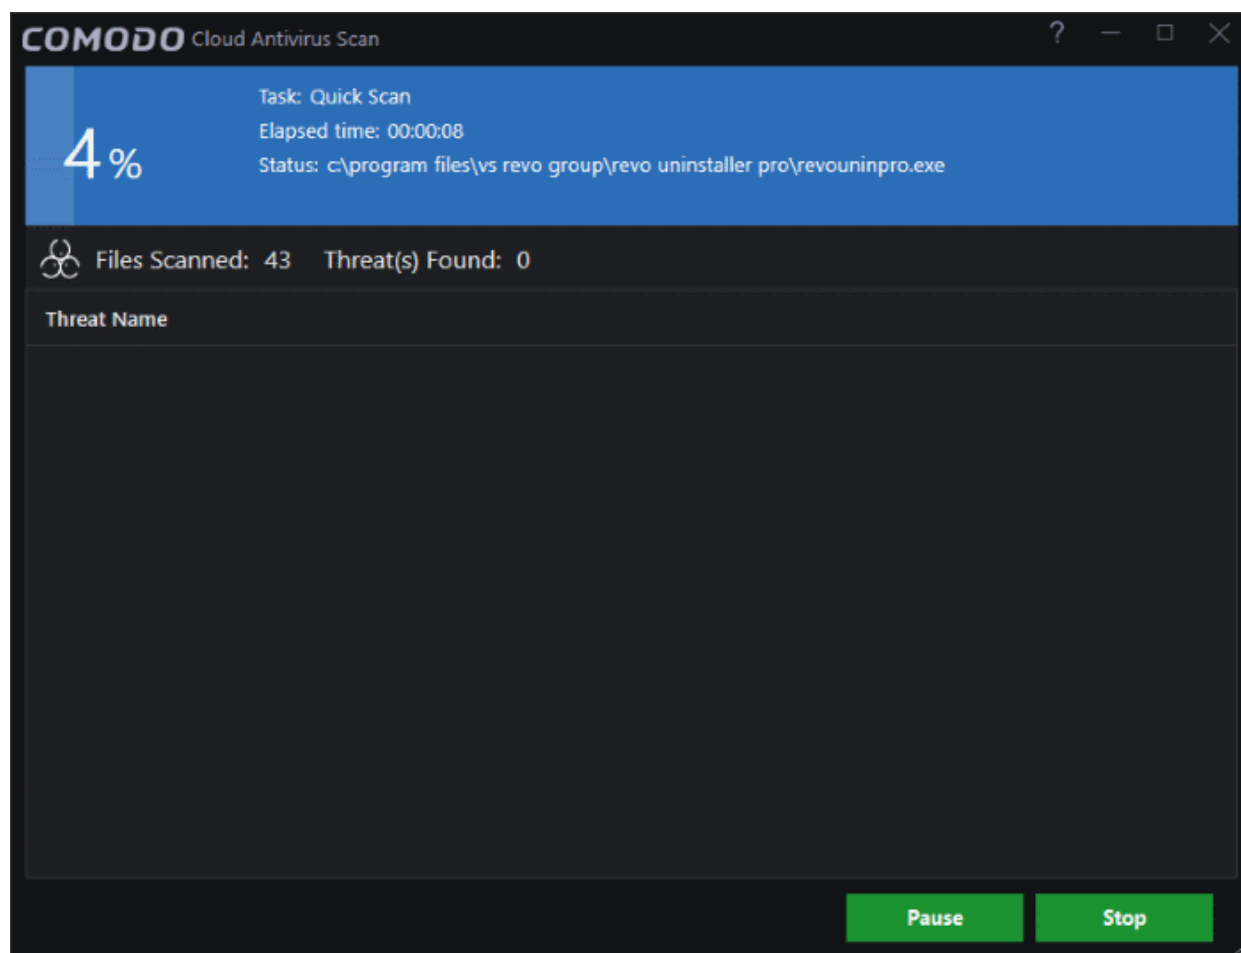 COMODO Cloud Antivirus Scan ?
Task: Quick Scan
Elapsed time: 00:00:08
4 %
Status: c:\program files\vs revo group\revo uninstaller pro\revouninpro.exe
Files Scanned: 43 Threat(s) Found: 0
Threat Name
Pause Stop